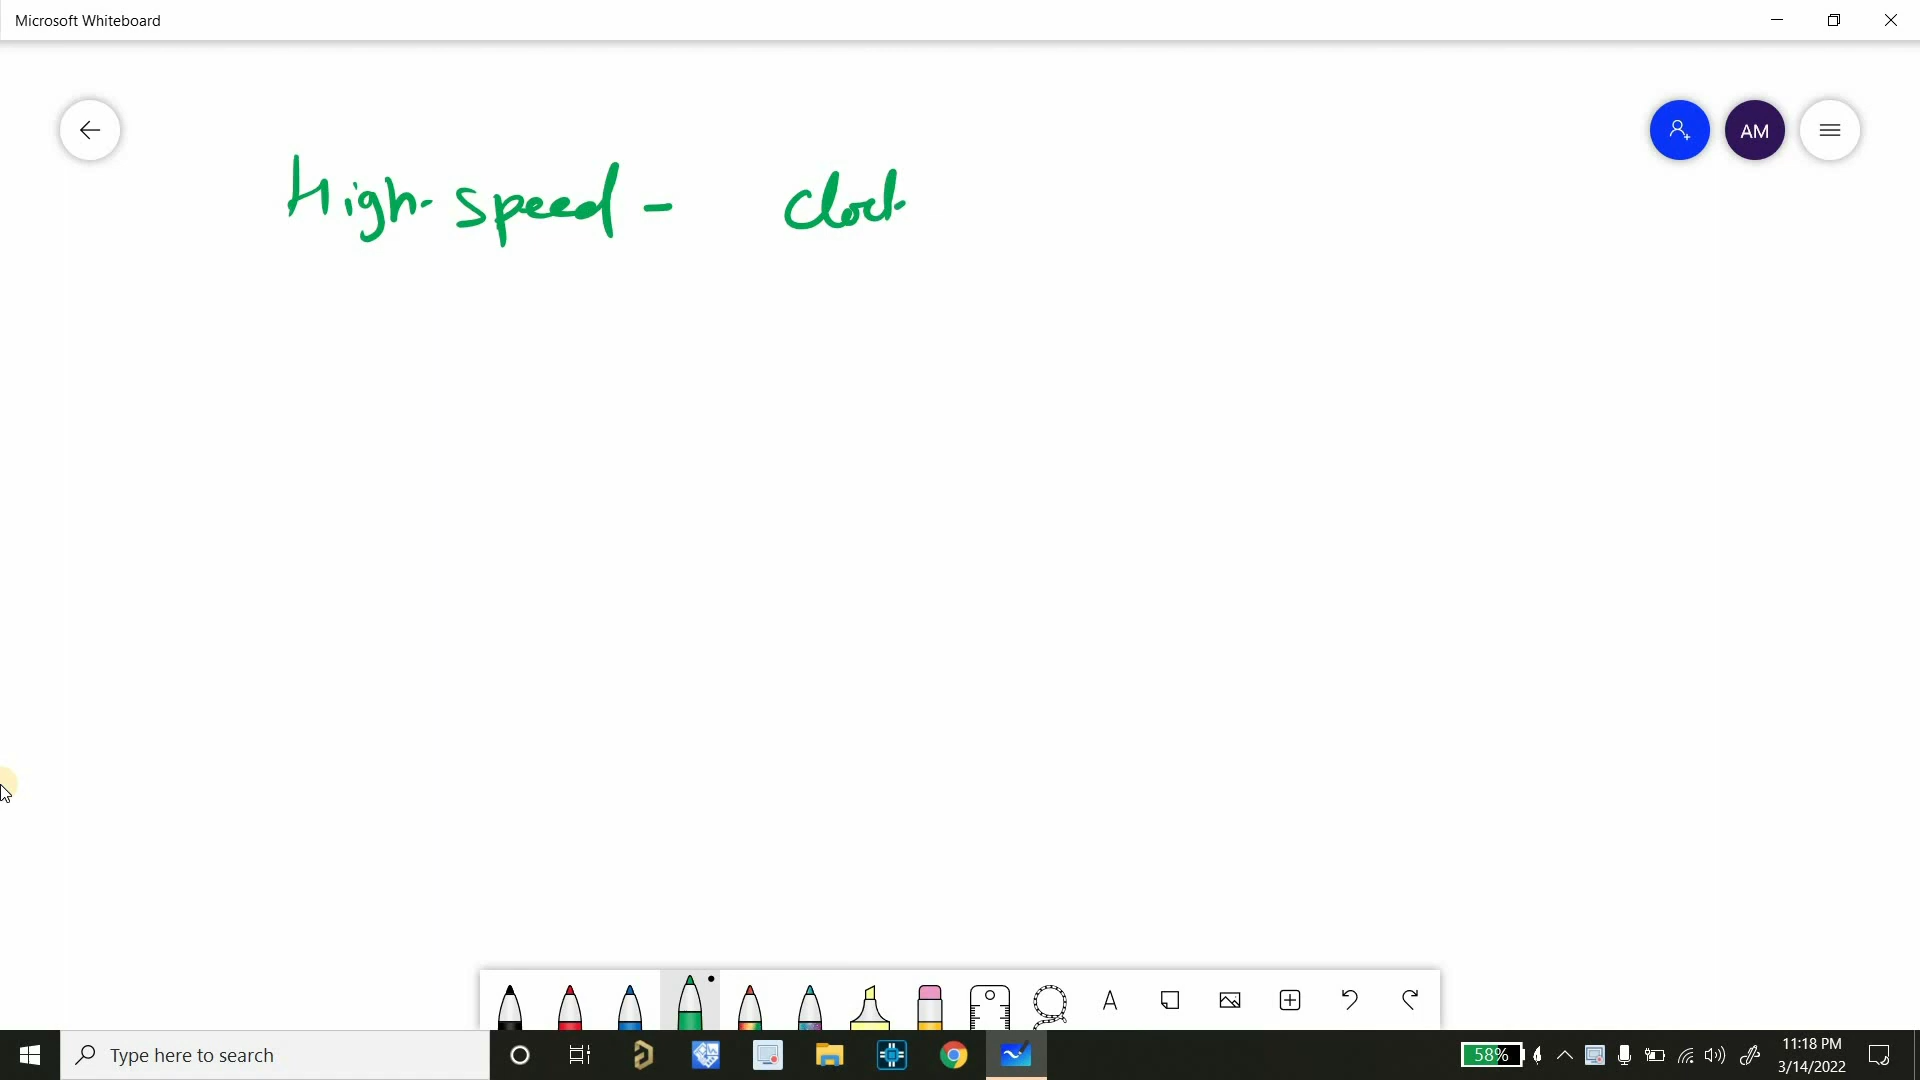 Microsoft Whiteboard
AM
High-speed - Clock
A
Type here to search
58%
11:18 PM
3/14/2022